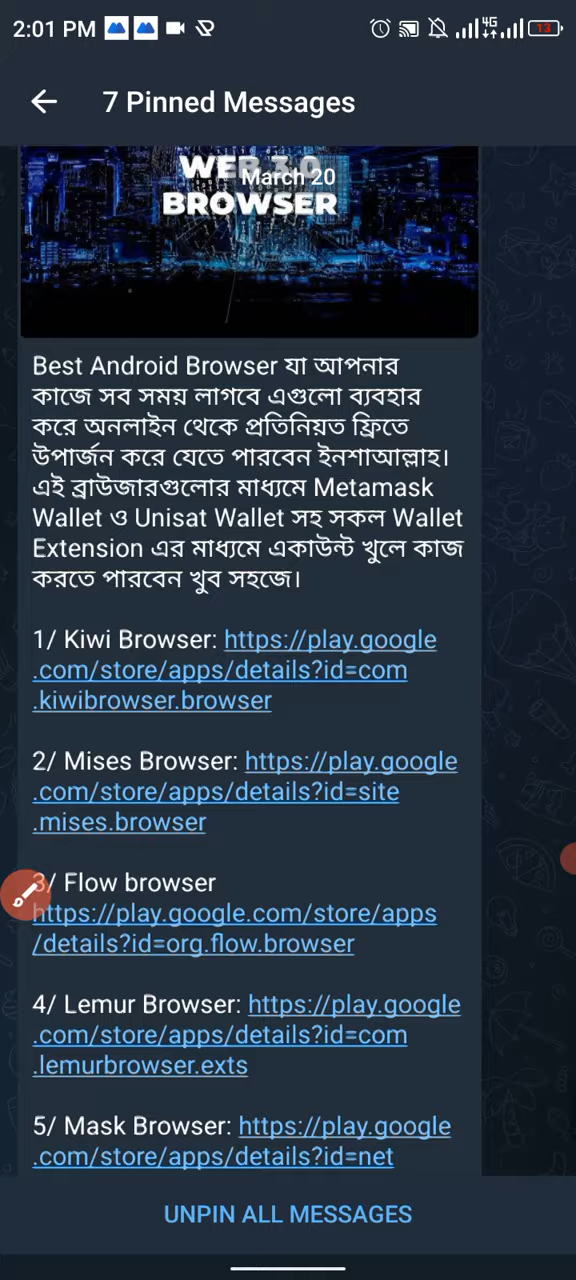 2:01 PM
4G
13
7 Pinned Messages
WEB 3.0
March 20
BROWSER
Best Android Browser যা আপনার
কাজে সব সময় লাগবে এগুলো ব্যবহার
করে অনলাইন থেকে প্রতিনিয়ত ফ্রিতে
উপার্জন করে যেতে পারবেন ইনশাআল্লাহ।
এই ব্রাউজারগুলোর মাধ্যমে Metamask
Wallet ও Unisat Wallet সহ সকল Wallet
Extension এর মাধ্যমে একাউন্ট খুলে কাজ
করতে পারবেন খুব সহজে।
1/ Kiwi Browser: https://play.google
.com/store/apps/details?id=com
.kiwibrowser.browser
2/ Mises Browser: https://play.google
.com/store/apps/details?id=site
.mises.browser
3/ Flow browser
https://play.google.com/store/apps
/details?id=org.flow.browser
4/ Lemur Browser: https://play.google
.com/store/apps/details?id=com
.lemurbrowser.exts
5/ Mask Browser: https://play.google
.com/store/apps/details?id=net
UNPIN ALL MESSAGES